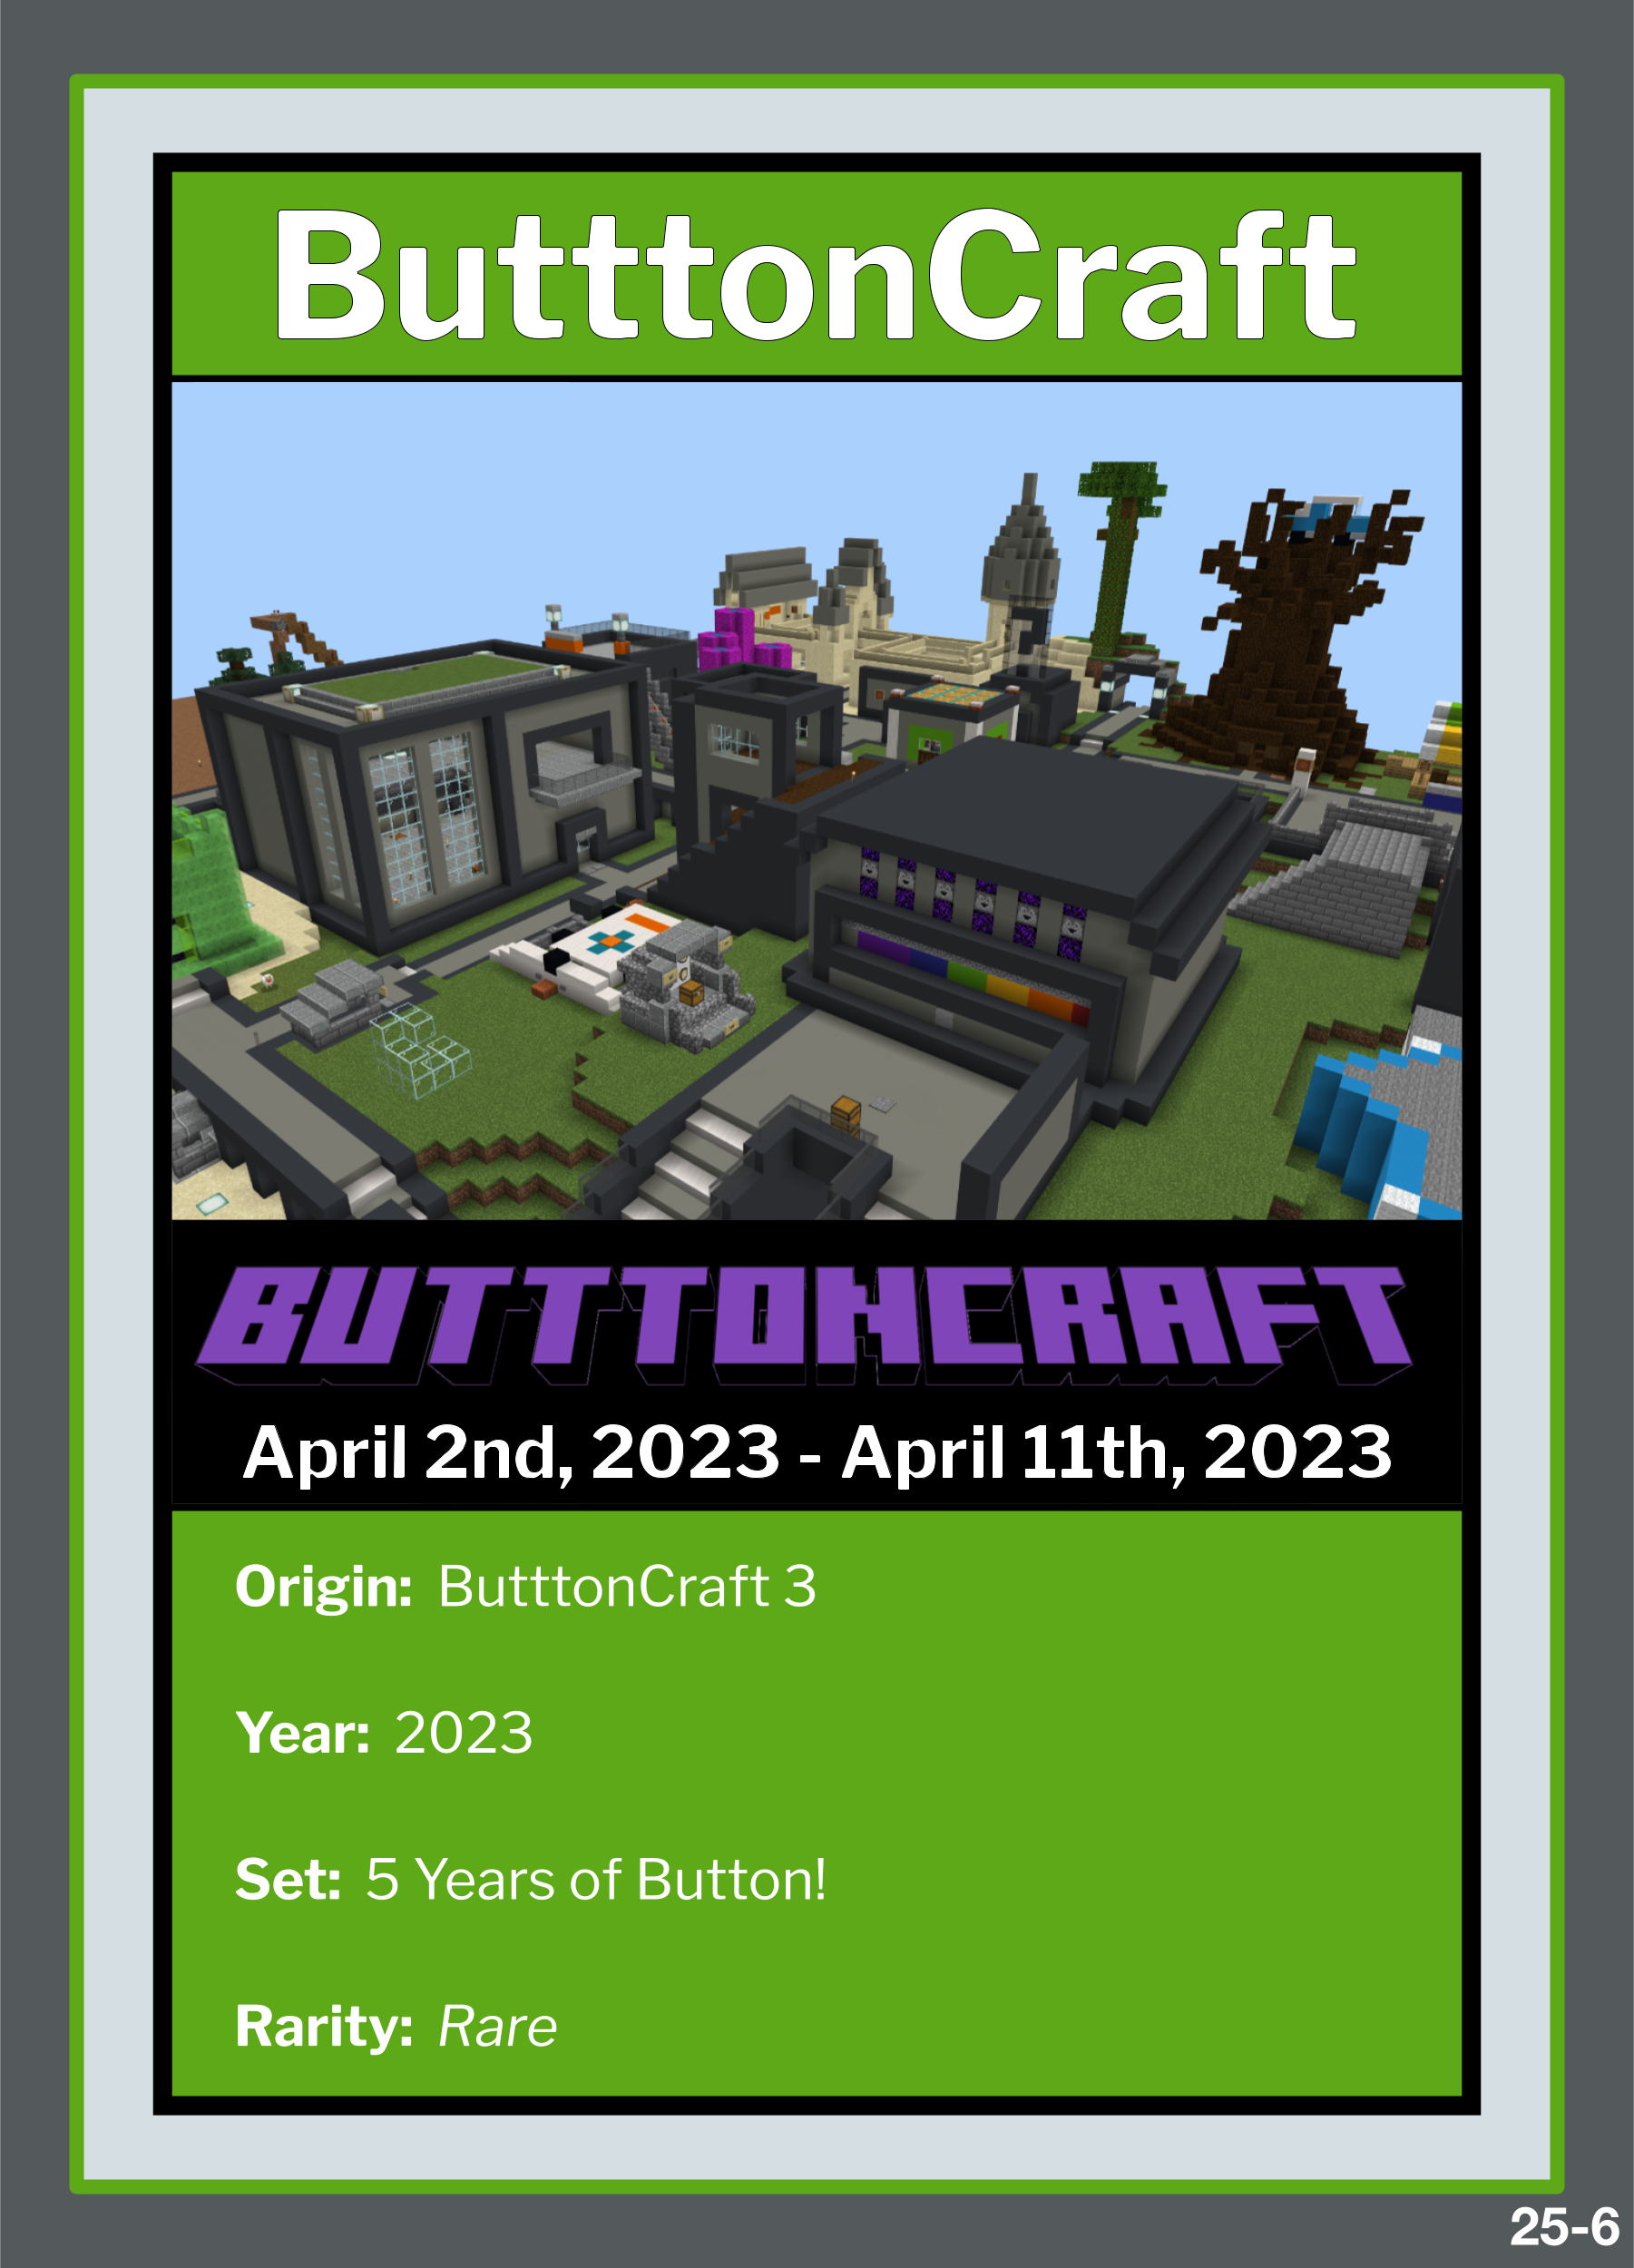 ButttonCraft
BUTTTONCRAFT
April 2nd, 2023 - April 11th, 2023
Origin: ButttonCraft 3
Year: 2023
Set: 5 Years of Button!
Rarity: Rare
25-6